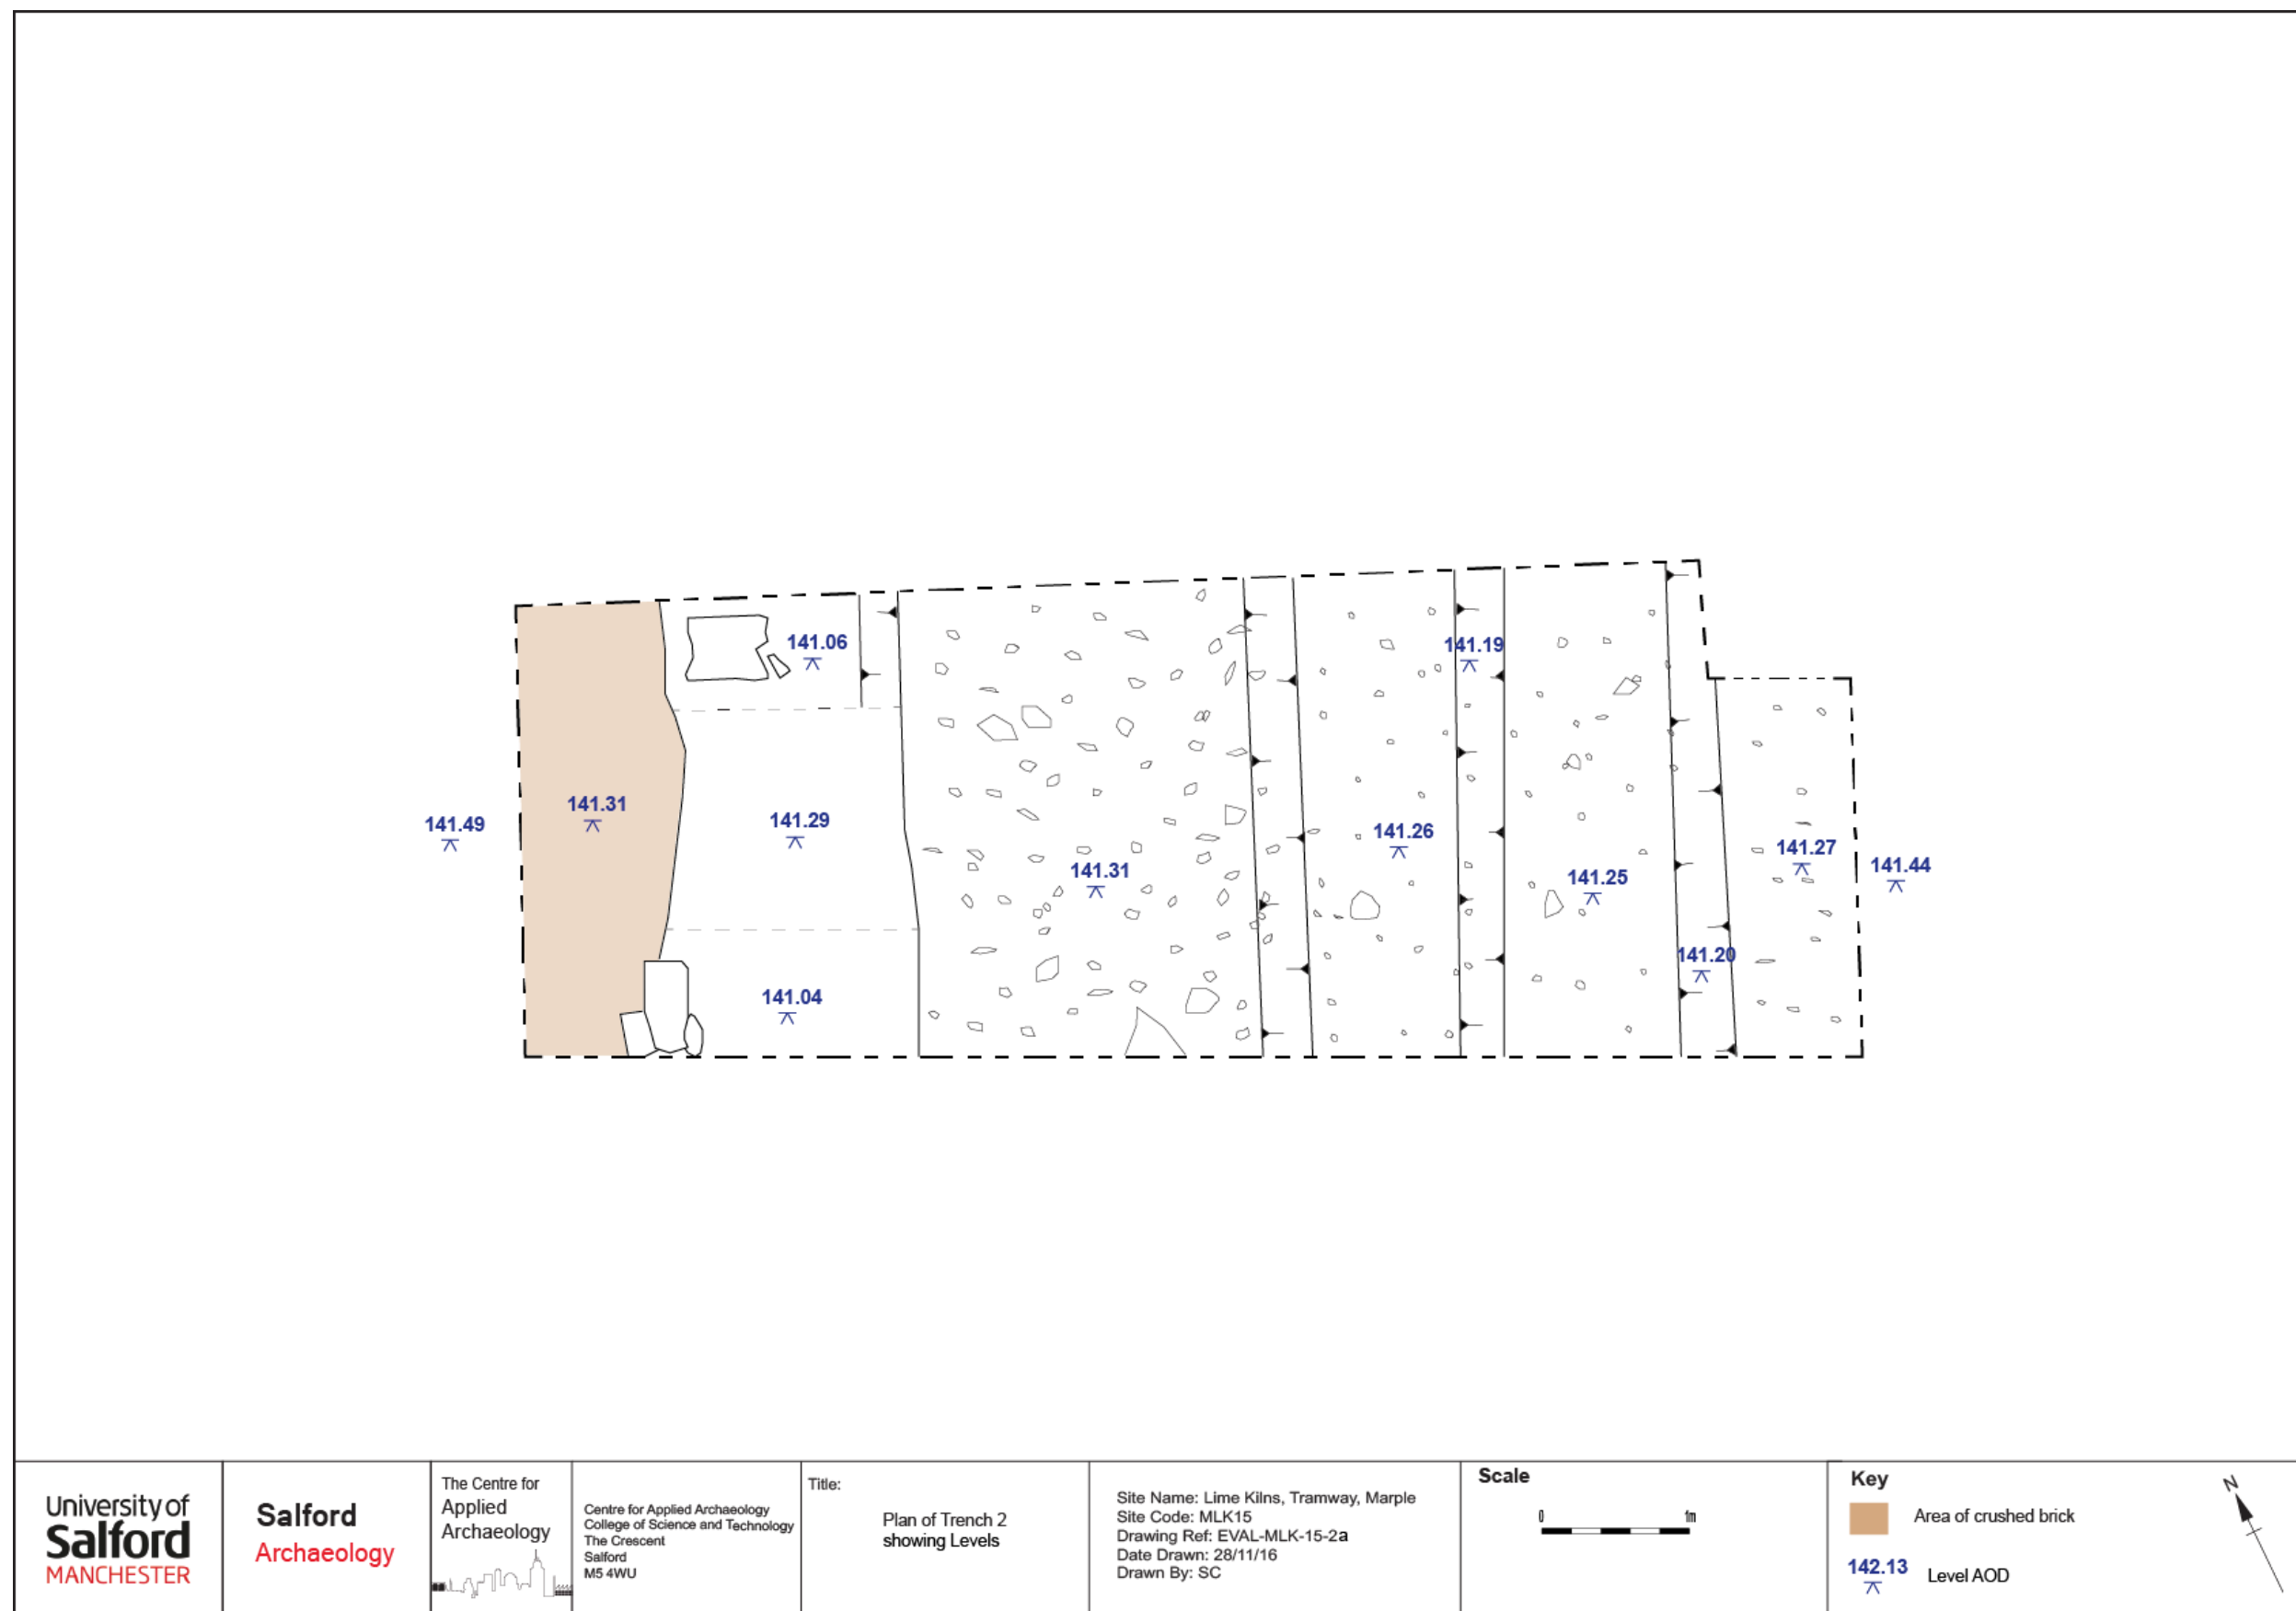 141.06
141.19
141.31
141.49
141.29
141.26
141.27
141.31
141.44
141.25
141.20
141.04
University of
Salford
MANCHESTER
Salford
Archaeology
The Centre for
Applied
Archaeology
Centre for Applied Archaeology
College of Science and Technology
The Crescent
Salford
M5 4WU
Title:
Plan of Trench 2
showing Levels
Site Name: Lime Kilns, Tramway, Marple
Site Code: MLK15
Drawing Ref: EVAL-MLK-15-2a
Date Drawn: 28/11/16
Drawn By: SC
Scale
0 1m
Key
Area of crushed brick
142.13 Level AOD
N